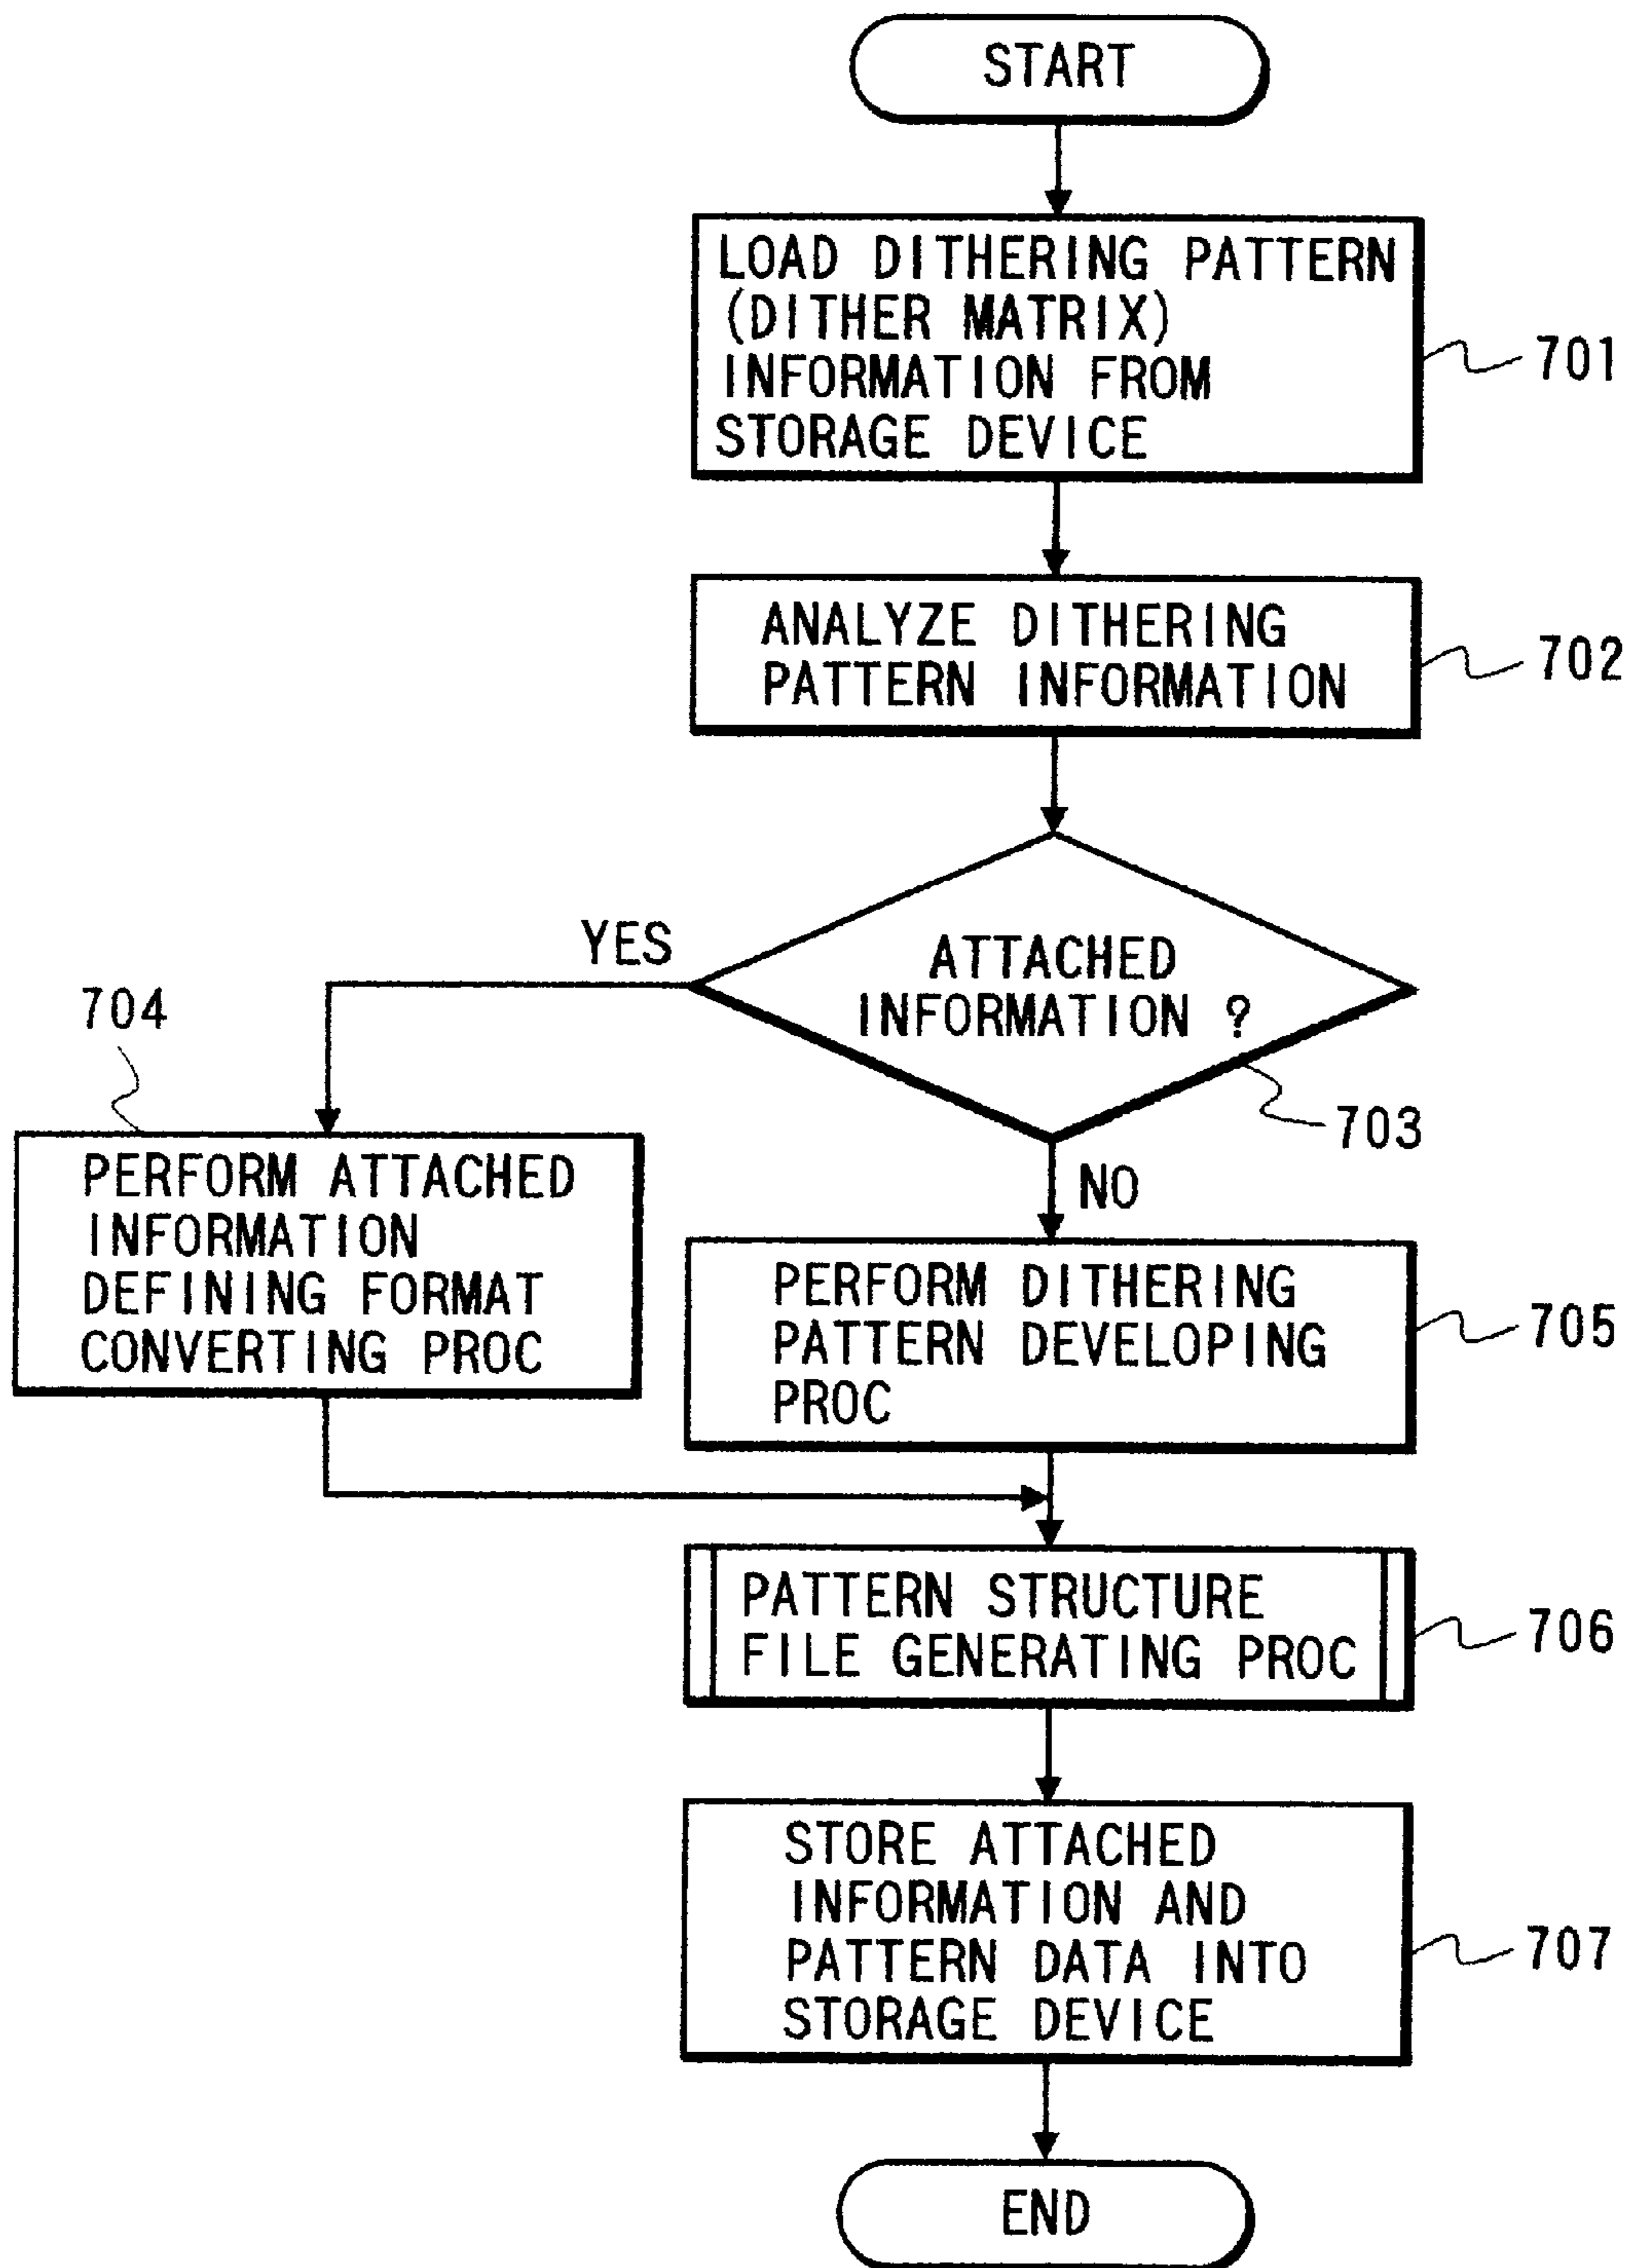 START
LOAD DITHERING PATTERN
(DITHER MATRIX)
INFORMATION FROM
STORAGE DEVICE
701
ANALYZE DITHERING
PATTERN INFORMATION
702
YES
ATTACHED
INFORMATION ?
703
704
PERFORM ATTACHED
INFORMATION
DEFINING FORMAT
CONVERTING PROC
NO
PERFORM DITHERING
PATTERN DEVELOPING
PROC
705
PATTERN STRUCTURE
FILE GENERATING PROC
706
STORE ATTACHED
INFORMATION AND
PATTERN DATA INTO
STORAGE DEVICE
707
END